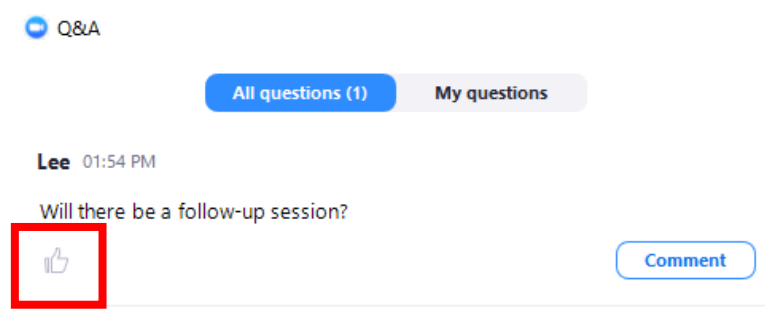 Q&A
All questions (1) My questions
Lee 01:54 PM
Will there be a follow-up session?
Comment